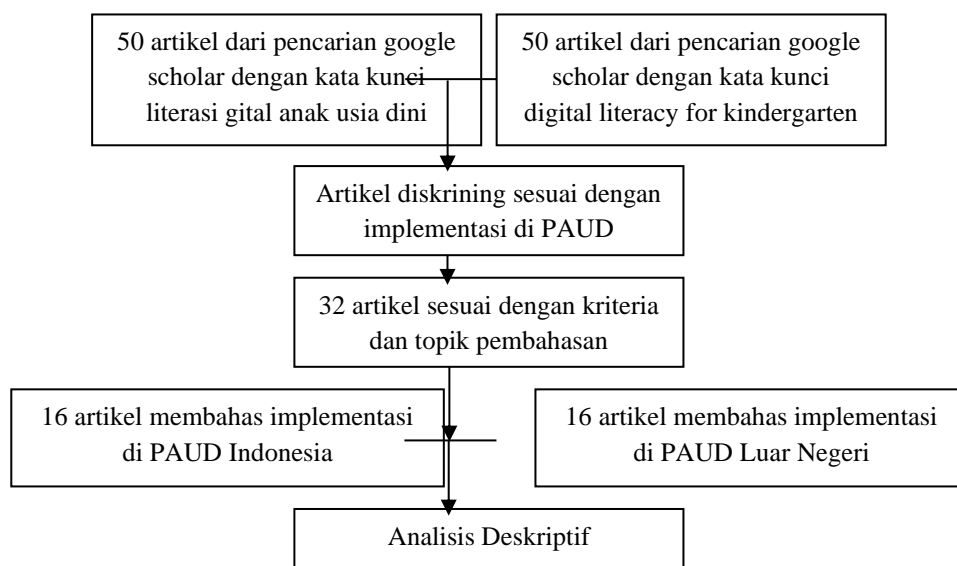 50 artikel dari pencarian google
scholar dengan kata kunci
literasi gital anak usia dini
50 artikel dari pencarian google
scholar dengan kata kunci
digital literacy for kindergarten
Artikel diskrining sesuai dengan
implementasi di PAUD
32 artikel sesuai dengan kriteria
dan topik pembahasan
16 artikel membahas implementasi
di PAUD Indonesia
16 artikel membahas implementasi
di PAUD Luar Negeri
Analisis Deskriptif